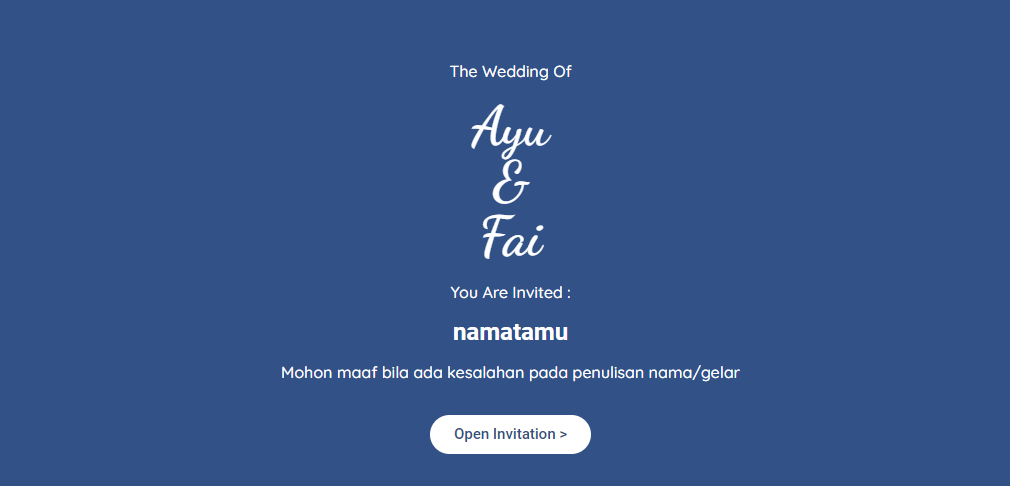 The Wedding Of
Ayu
&
Fai
You Are Invited :
namatamu
Mohon maaf bila ada kesalahan pada penulisan nama/gelar
Open Invitation >